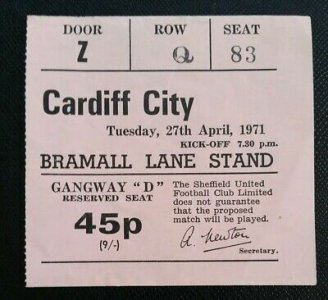 DOOR ROW SEAT
Z Q 83
Cardiff City
Tuesday, 27th April, 1971
KICK-OFF 7.30 p.m.
BRAMALL LANE STAND
GANGWAY "D"
RESERVED SEAT
45p
(9/-)
The Sheffield United
Football Club Limited
does not guarantee
that the proposed
match will be played.
A. Newton
Secretary.